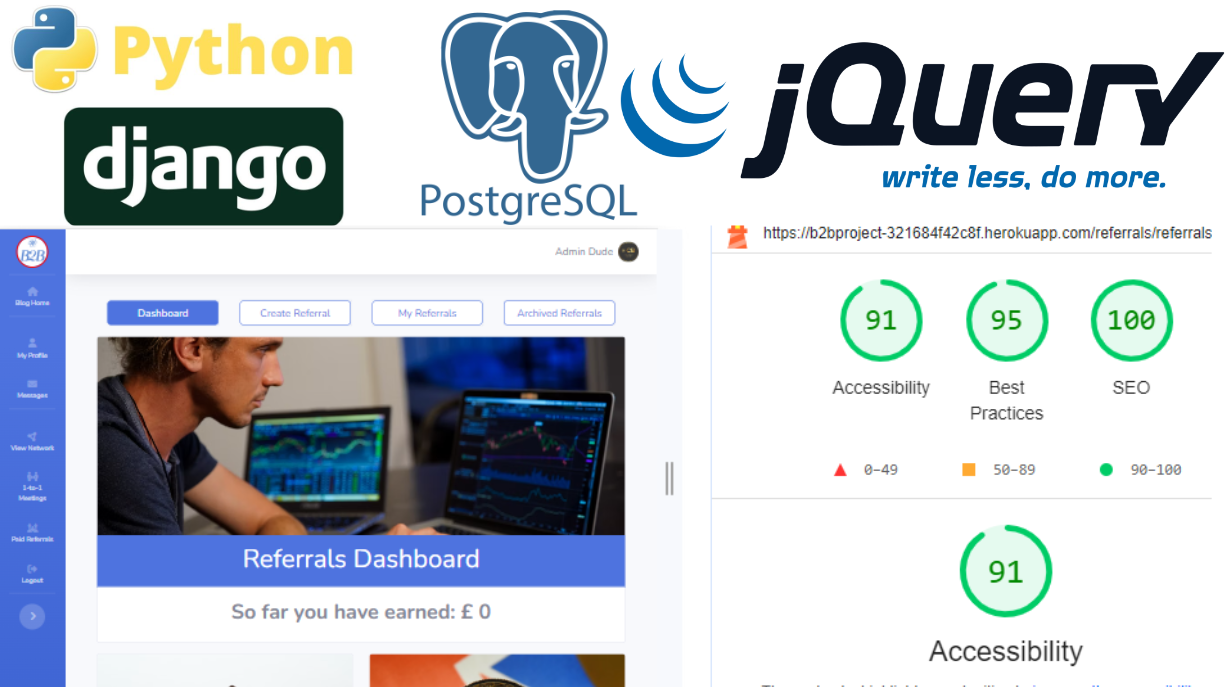 Python
django
PostgreSQL
jQuery
write less, do more.
B2B
Admin Dude
Blog Home
My Profile
Messages
View Network
1-to-1
Meetings
Paid Referrals
Logout
Dashboard
Create Referral
My Referrals
Archived Referrals
Referrals Dashboard
So far you have earned: £ 0
https://b2bproject-321684f42c8f.herokuapp.com/referrals/referrals
91
95
100
Accessibility
Best
Practices
SEO
0–49
50–89
90–100
91
Accessibility